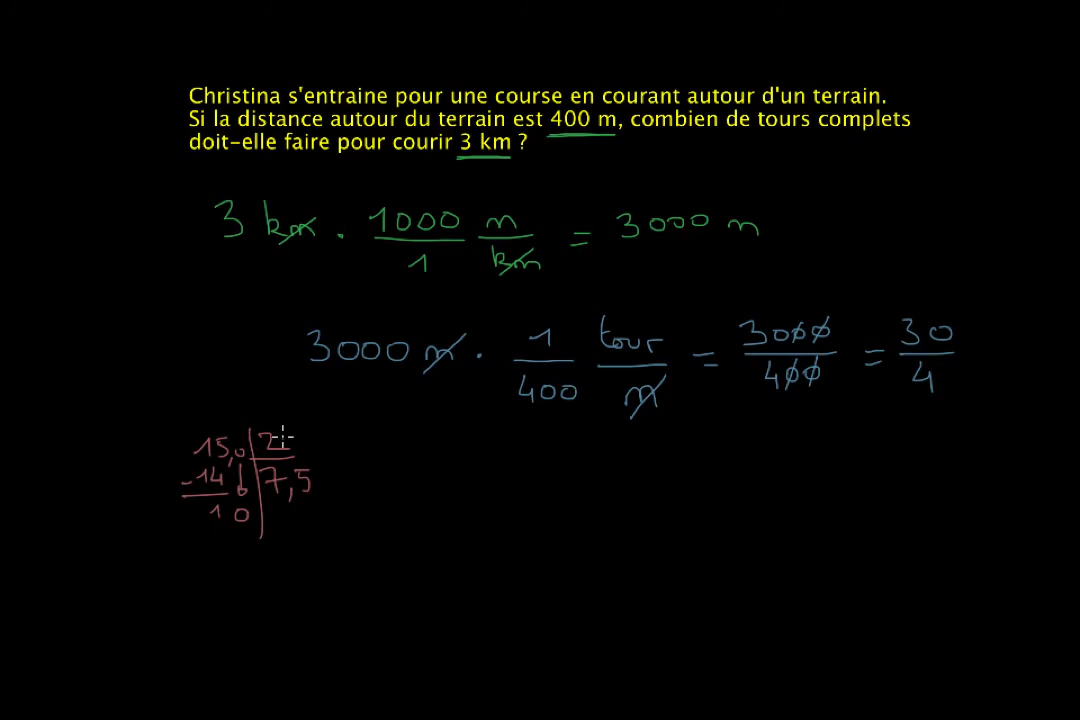 Christina s'entraine pour une course en courant autour d'un terrain.
Si la distance autour du terrain est 400 m, combien de tours complets
doit-elle faire pour courir 3 km ?
3 km . 1000/1 m/km = 3000 m
3000 m . 1/400 tour/m = 3000/400 = 30/4
15,0 | 2
-14 | 7,5
10